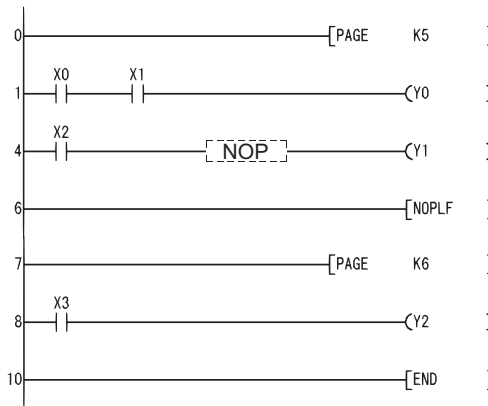 0 [PAGE K5 ]
X0 X1
1 (Y0 )
X2
4 NOP (Y1 )
6 [NOPLF ]
7 [PAGE K6 ]
X3
8 (Y2 )
10 [END ]